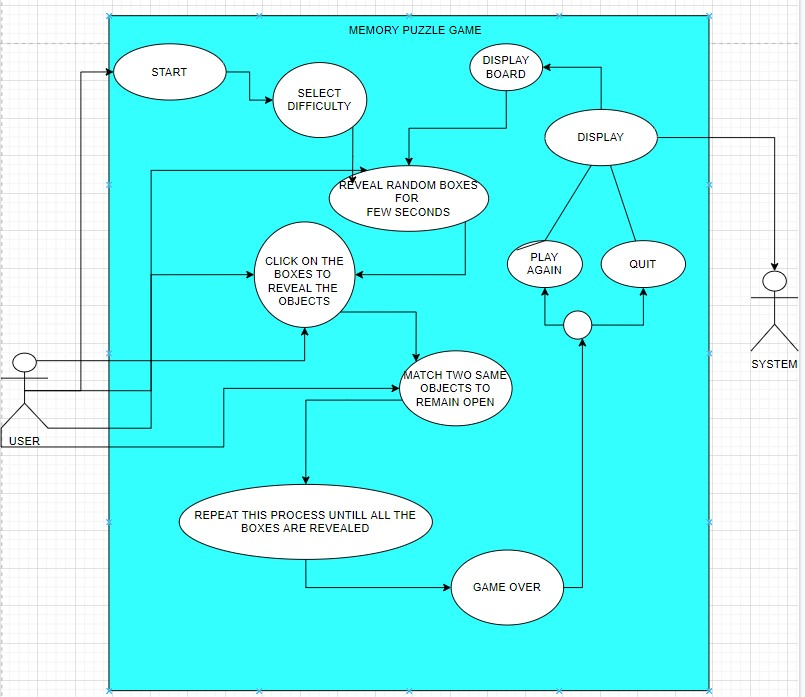 MEMORY PUZZLE GAME
START
SELECT
DIFFICULTY
DISPLAY
BOARD
DISPLAY
REVEAL RANDOM BOXES
FOR
FEW SECONDS
CLICK ON THE
BOXES TO
REVEAL THE
OBJECTS
PLAY
AGAIN
QUIT
SYSTEM
MATCH TWO SAME
OBJECTS TO
REMAIN OPEN
USER
REPEAT THIS PROCESS UNTILL ALL THE
BOXES ARE REVEALED
GAME OVER